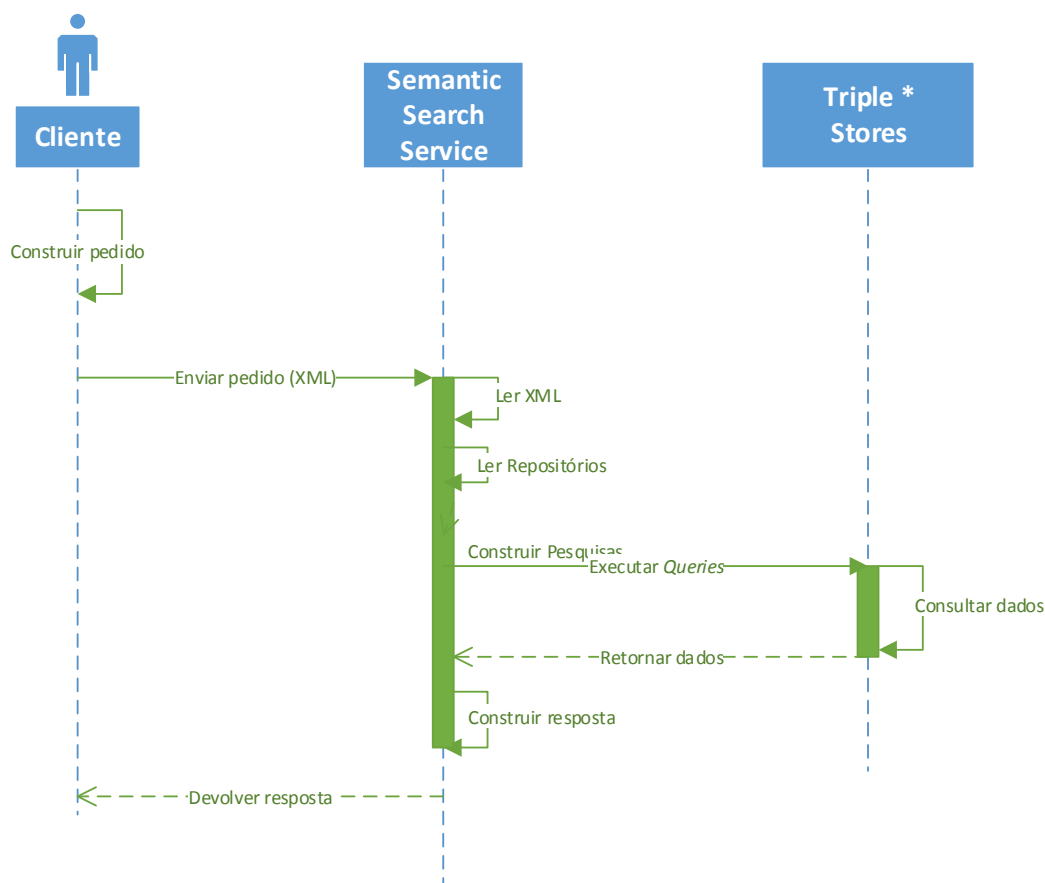 Cliente
Semantic
Search
Service
Triple *
Stores
Construir pedido
Enviar pedido (XML)
Ler XML
Ler Repositórios
Construir Pesquisas
Executar Queries
Consultar dados
Retornar dados
Construir resposta
Devolver resposta